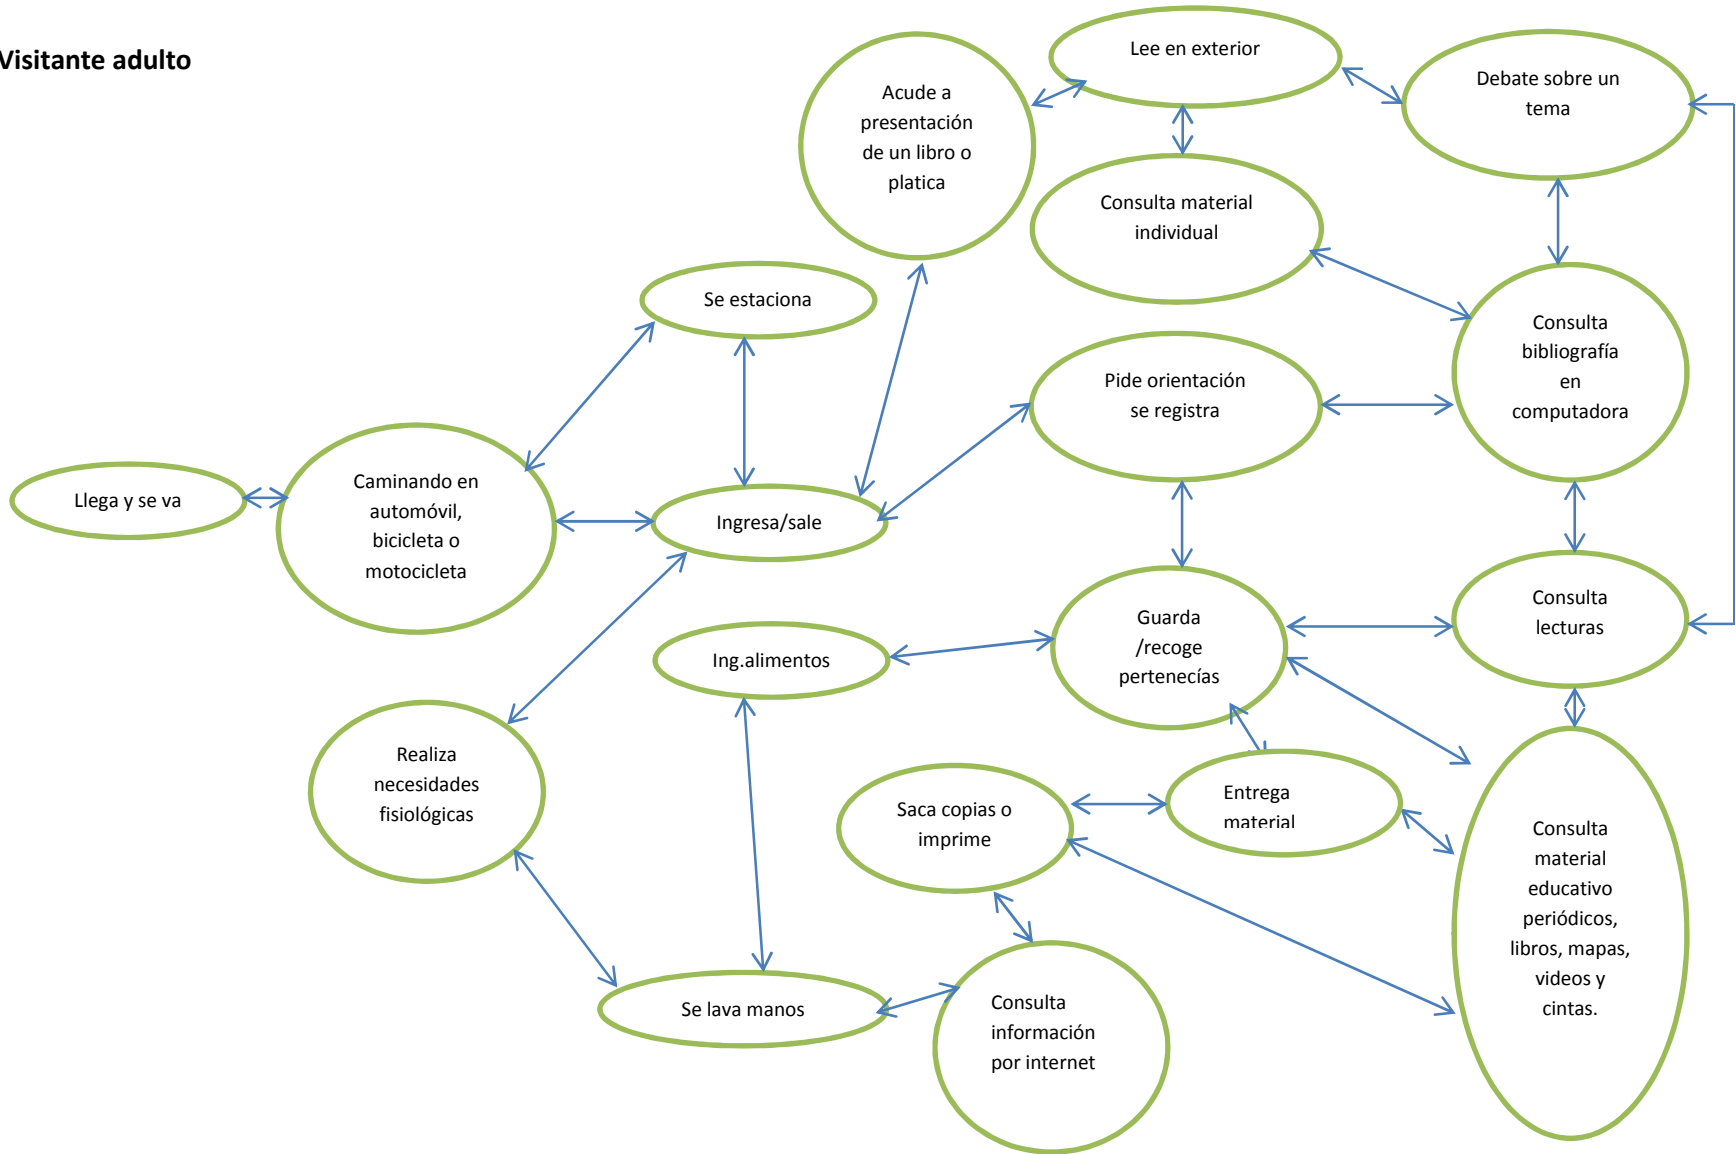 Visitante adulto
Lee en exterior
Debate sobre un
tema
Acude a
presentación
de un libro o
platica
Consulta material
individual
Se estaciona
Consulta
bibliografía
en
computadora
Pide orientación
se registra
Llega y se va
Caminando en
automóvil,
bicicleta o
motocicleta
Ingresa/sale
Consulta
lecturas
Guarda
/recoge
pertenecías
Ing.alimentos
Realiza
necesidades
fisiológicas
Saca copias o
imprime
Entrega
material
Consulta
material
educativo
periódicos,
libros, mapas,
videos y
cintas.
Se lava manos
Consulta
información
por internet